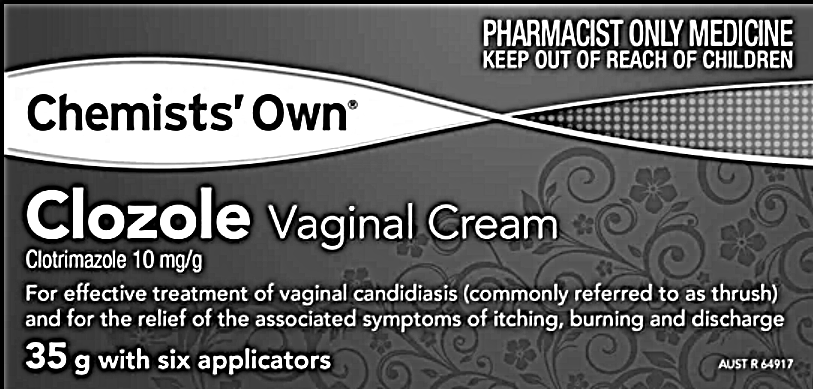 PHARMACIST ONLY MEDICINE
KEEP OUT OF REACH OF CHILDREN
Chemists' Own®
Clozole Vaginal Cream
Clotrimazole 10 mg/g
For effective treatment of vaginal candidiasis (commonly referred to as thrush)
and for the relief of the associated symptoms of itching, burning and discharge
35 g with six applicators
AUST R 64917